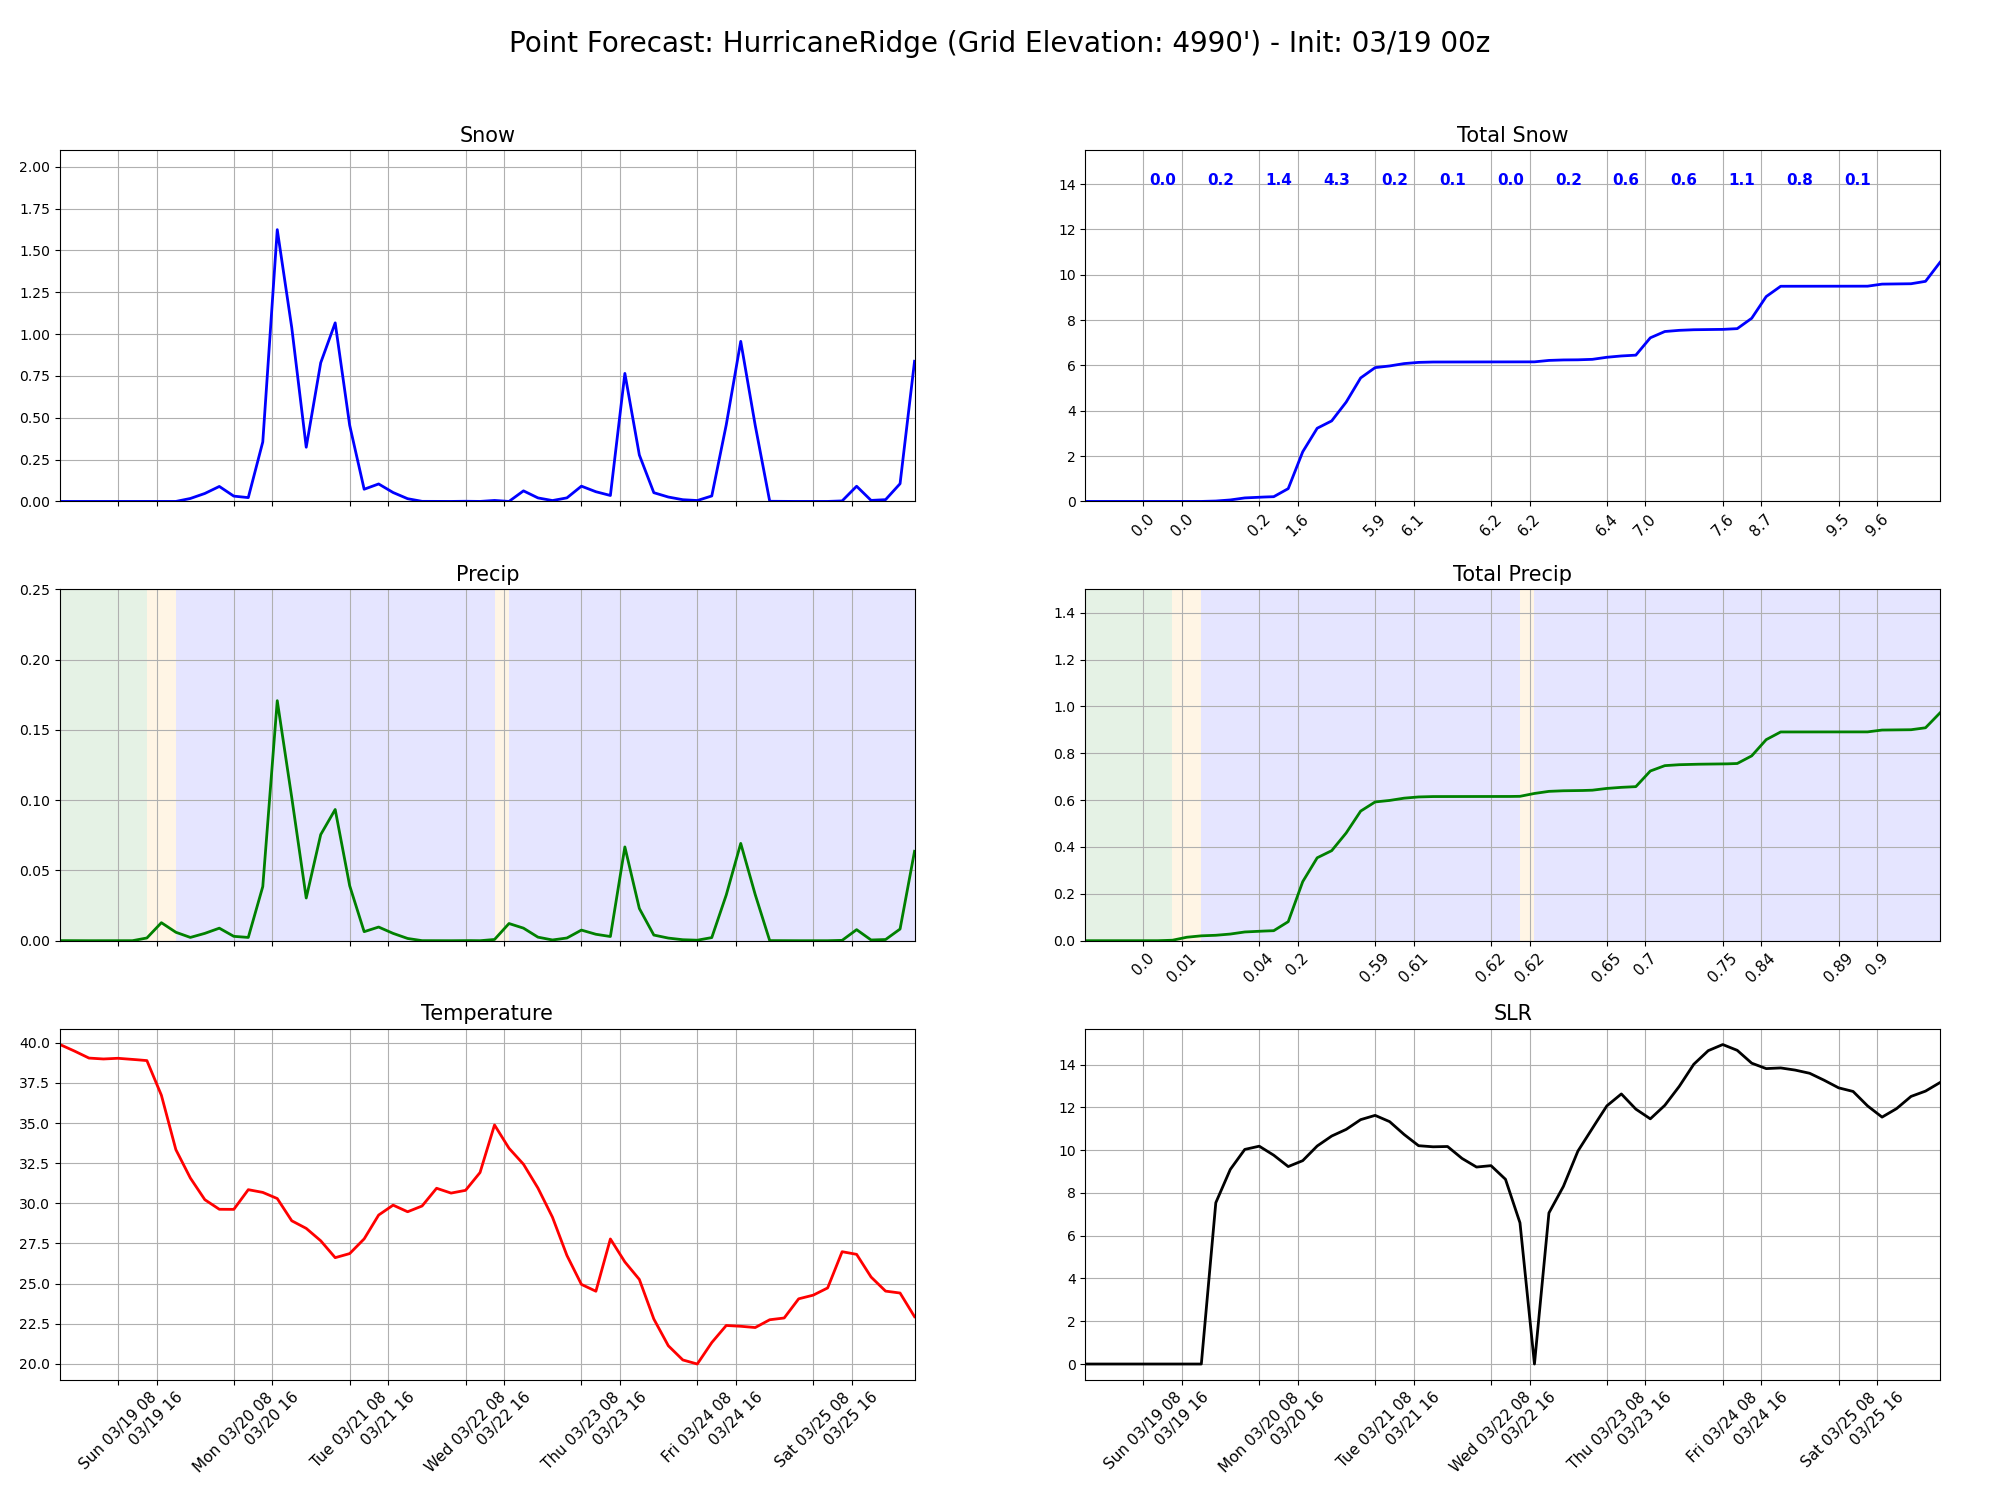 Point Forecast: HurricaneRidge (Grid Elevation: 4990') - Init: 03/19 00z
Snow
2.00
1.75
1.50
1.25
1.00
0.75
0.50
0.25
0.00
Total Snow
0.0 0.2 1.4 4.3 0.2 0.1 0.0 0.2 0.6 0.6 1.1 0.8 0.1
14
12
10
8
6
4
2
0
0.0 0.0 0.2 1.6 5.9 6.1 6.2 6.2 6.4 7.0 7.6 8.7 9.5 9.6
Precip
0.25
0.20
0.15
0.10
0.05
0.00
Total Precip
1.4
1.2
1.0
0.8
0.6
0.4
0.2
0.0
0.0 0.01 0.04 0.2 0.59 0.61 0.62 0.62 0.65 0.7 0.75 0.84 0.89 0.9
Temperature
40.0
37.5
35.0
32.5
30.0
27.5
25.0
22.5
20.0
Sun 03/19 08
03/19 16
Mon 03/20 08
03/20 16
Tue 03/21 08
03/21 16
Wed 03/22 08
03/22 16
Thu 03/23 08
03/23 16
Fri 03/24 08
03/24 16
Sat 03/25 08
03/25 16
SLR
14
12
10
8
6
4
2
0
Sun 03/19 08
03/19 16
Mon 03/20 08
03/20 16
Tue 03/21 08
03/21 16
Wed 03/22 08
03/22 16
Thu 03/23 08
03/23 16
Fri 03/24 08
03/24 16
Sat 03/25 08
03/25 16